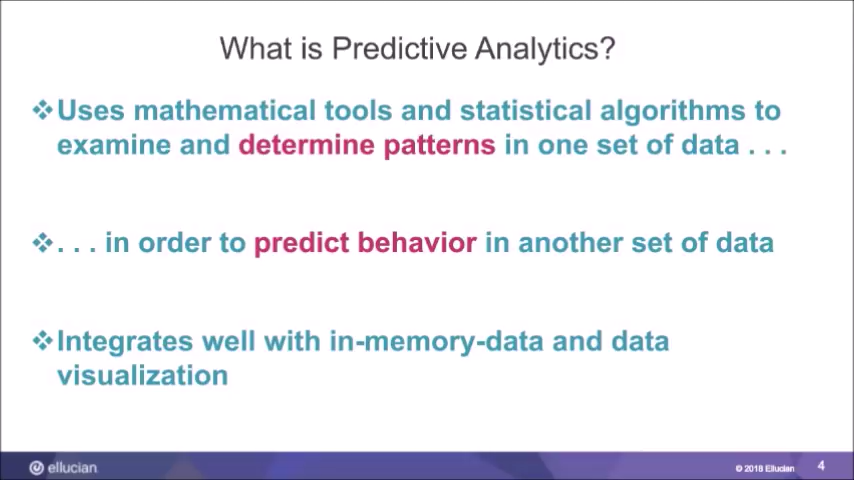 What is Predictive Analytics?
❖Uses mathematical tools and statistical algorithms to
examine and determine patterns in one set of data . . .
❖. . . in order to predict behavior in another set of data
❖Integrates well with in-memory-data and data
visualization
ellucian
© 2018 Ellucian 4